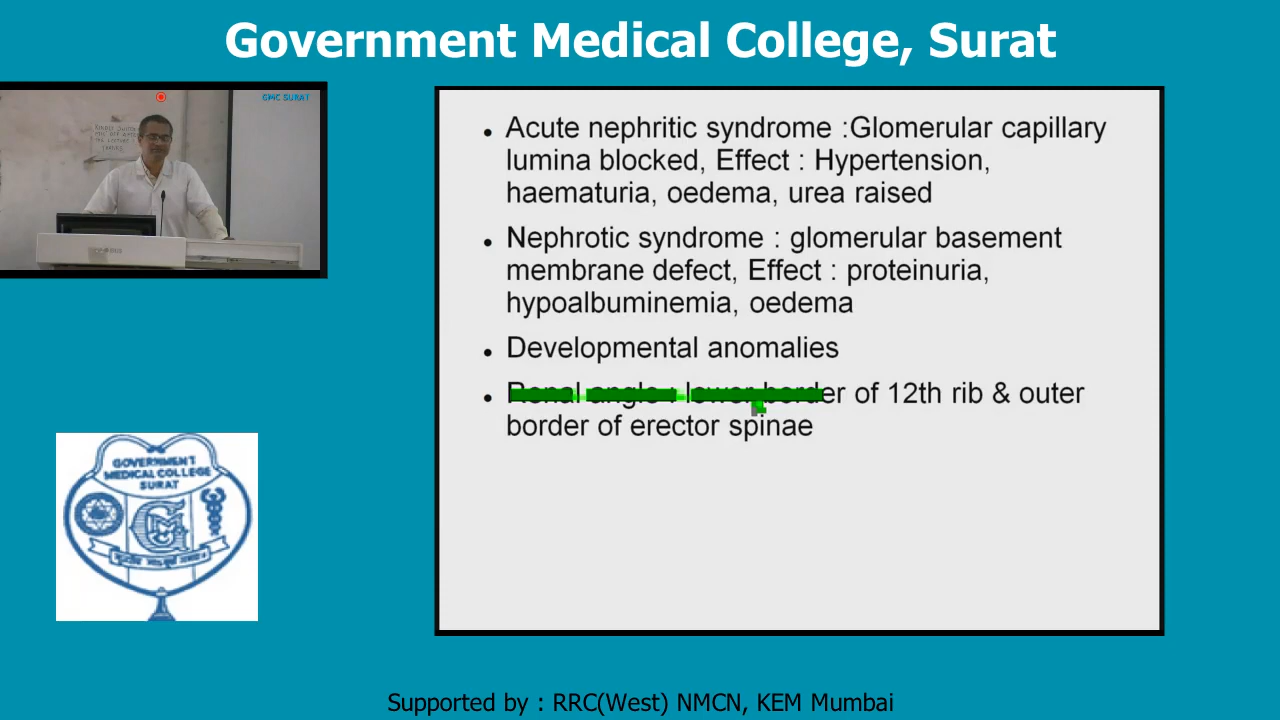 Government Medical College, Surat
GMC SURAT
• Acute nephritic syndrome :Glomerular capillary
lumina blocked, Effect : Hypertension,
haematuria, oedema, urea raised
• Nephrotic syndrome : glomerular basement
membrane defect, Effect : proteinuria,
hypoalbuminemia, oedema
• Developmental anomalies
• Renal angle : lower border of 12th rib & outer
border of erector spinae
GOVERNMENT
MEDICAL COLLEGE
SURAT
Supported by : RRC(West) NMCN, KEM Mumbai